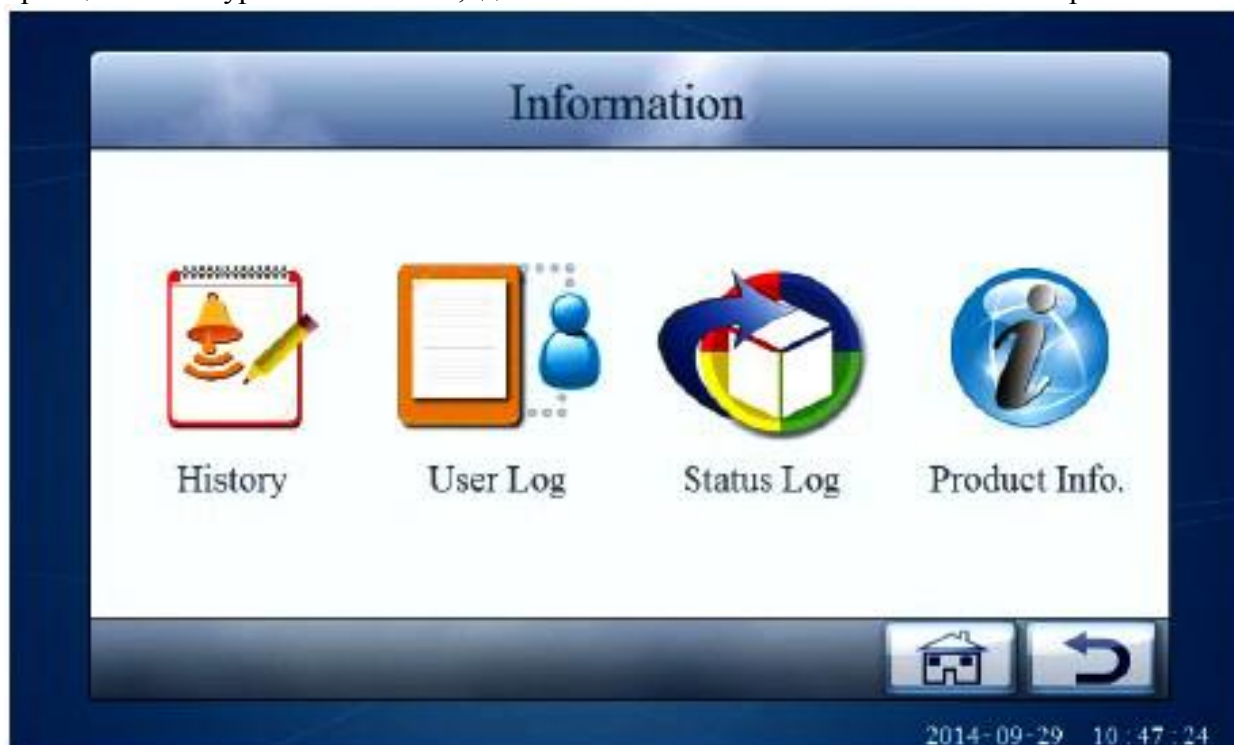 Information
History User Log Status Log Product Info.
2014-09-29 10:47:24